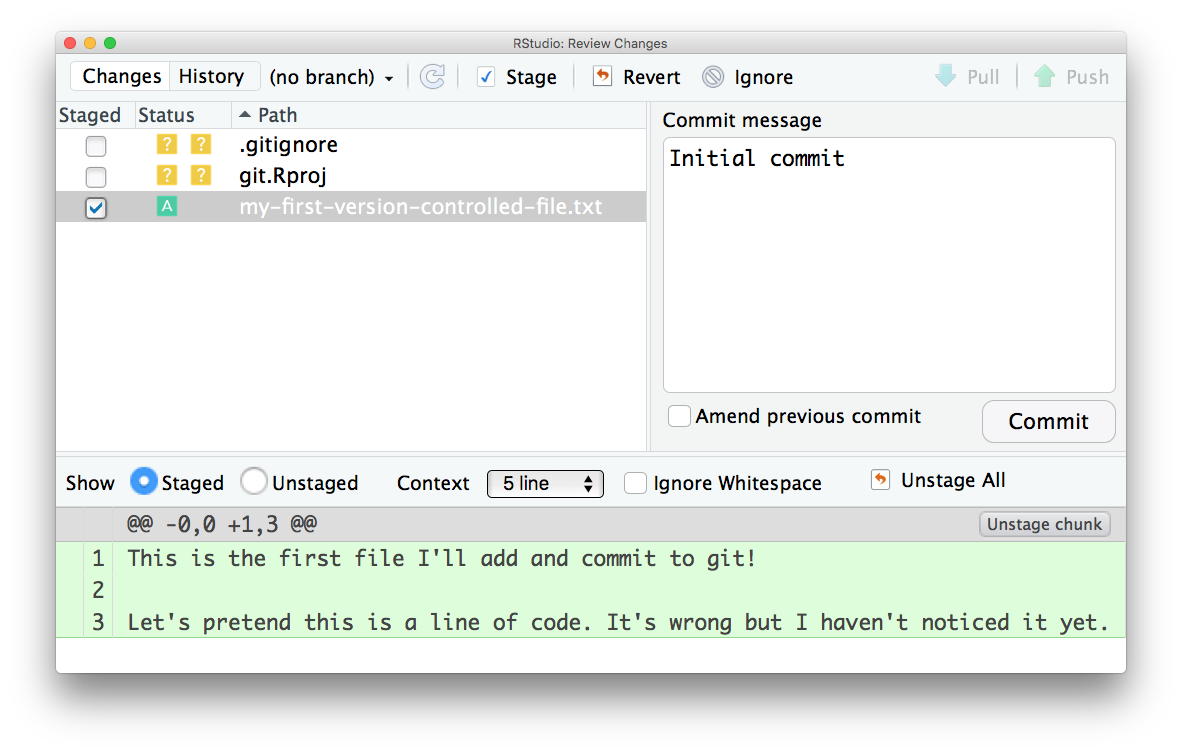 RStudio: Review Changes
Changes History (no branch) Stage Revert Ignore Pull Push
Staged Status Path
? ? .gitignore
? ? git.Rproj
A my-first-version-controlled-file.txt
Commit message
Initial commit
Amend previous commit Commit
Show Staged Unstaged Context 5 line Ignore Whitespace Unstage All
@@ -0,0 +1,3 @@ Unstage chunk
1 This is the first file I'll add and commit to git!
2
3 Let's pretend this is a line of code. It's wrong but I haven't noticed it yet.